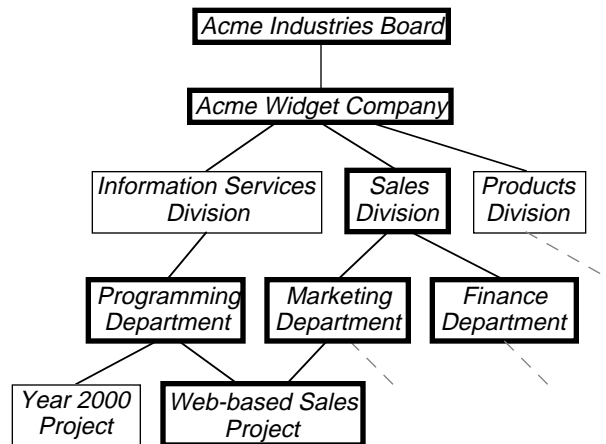 Acme Industries Board
Acme Widget Company
Information Services
Division
Sales
Division
Products
Division
Programming
Department
Marketing
Department
Finance
Department
Year 2000
Project
Web-based Sales
Project